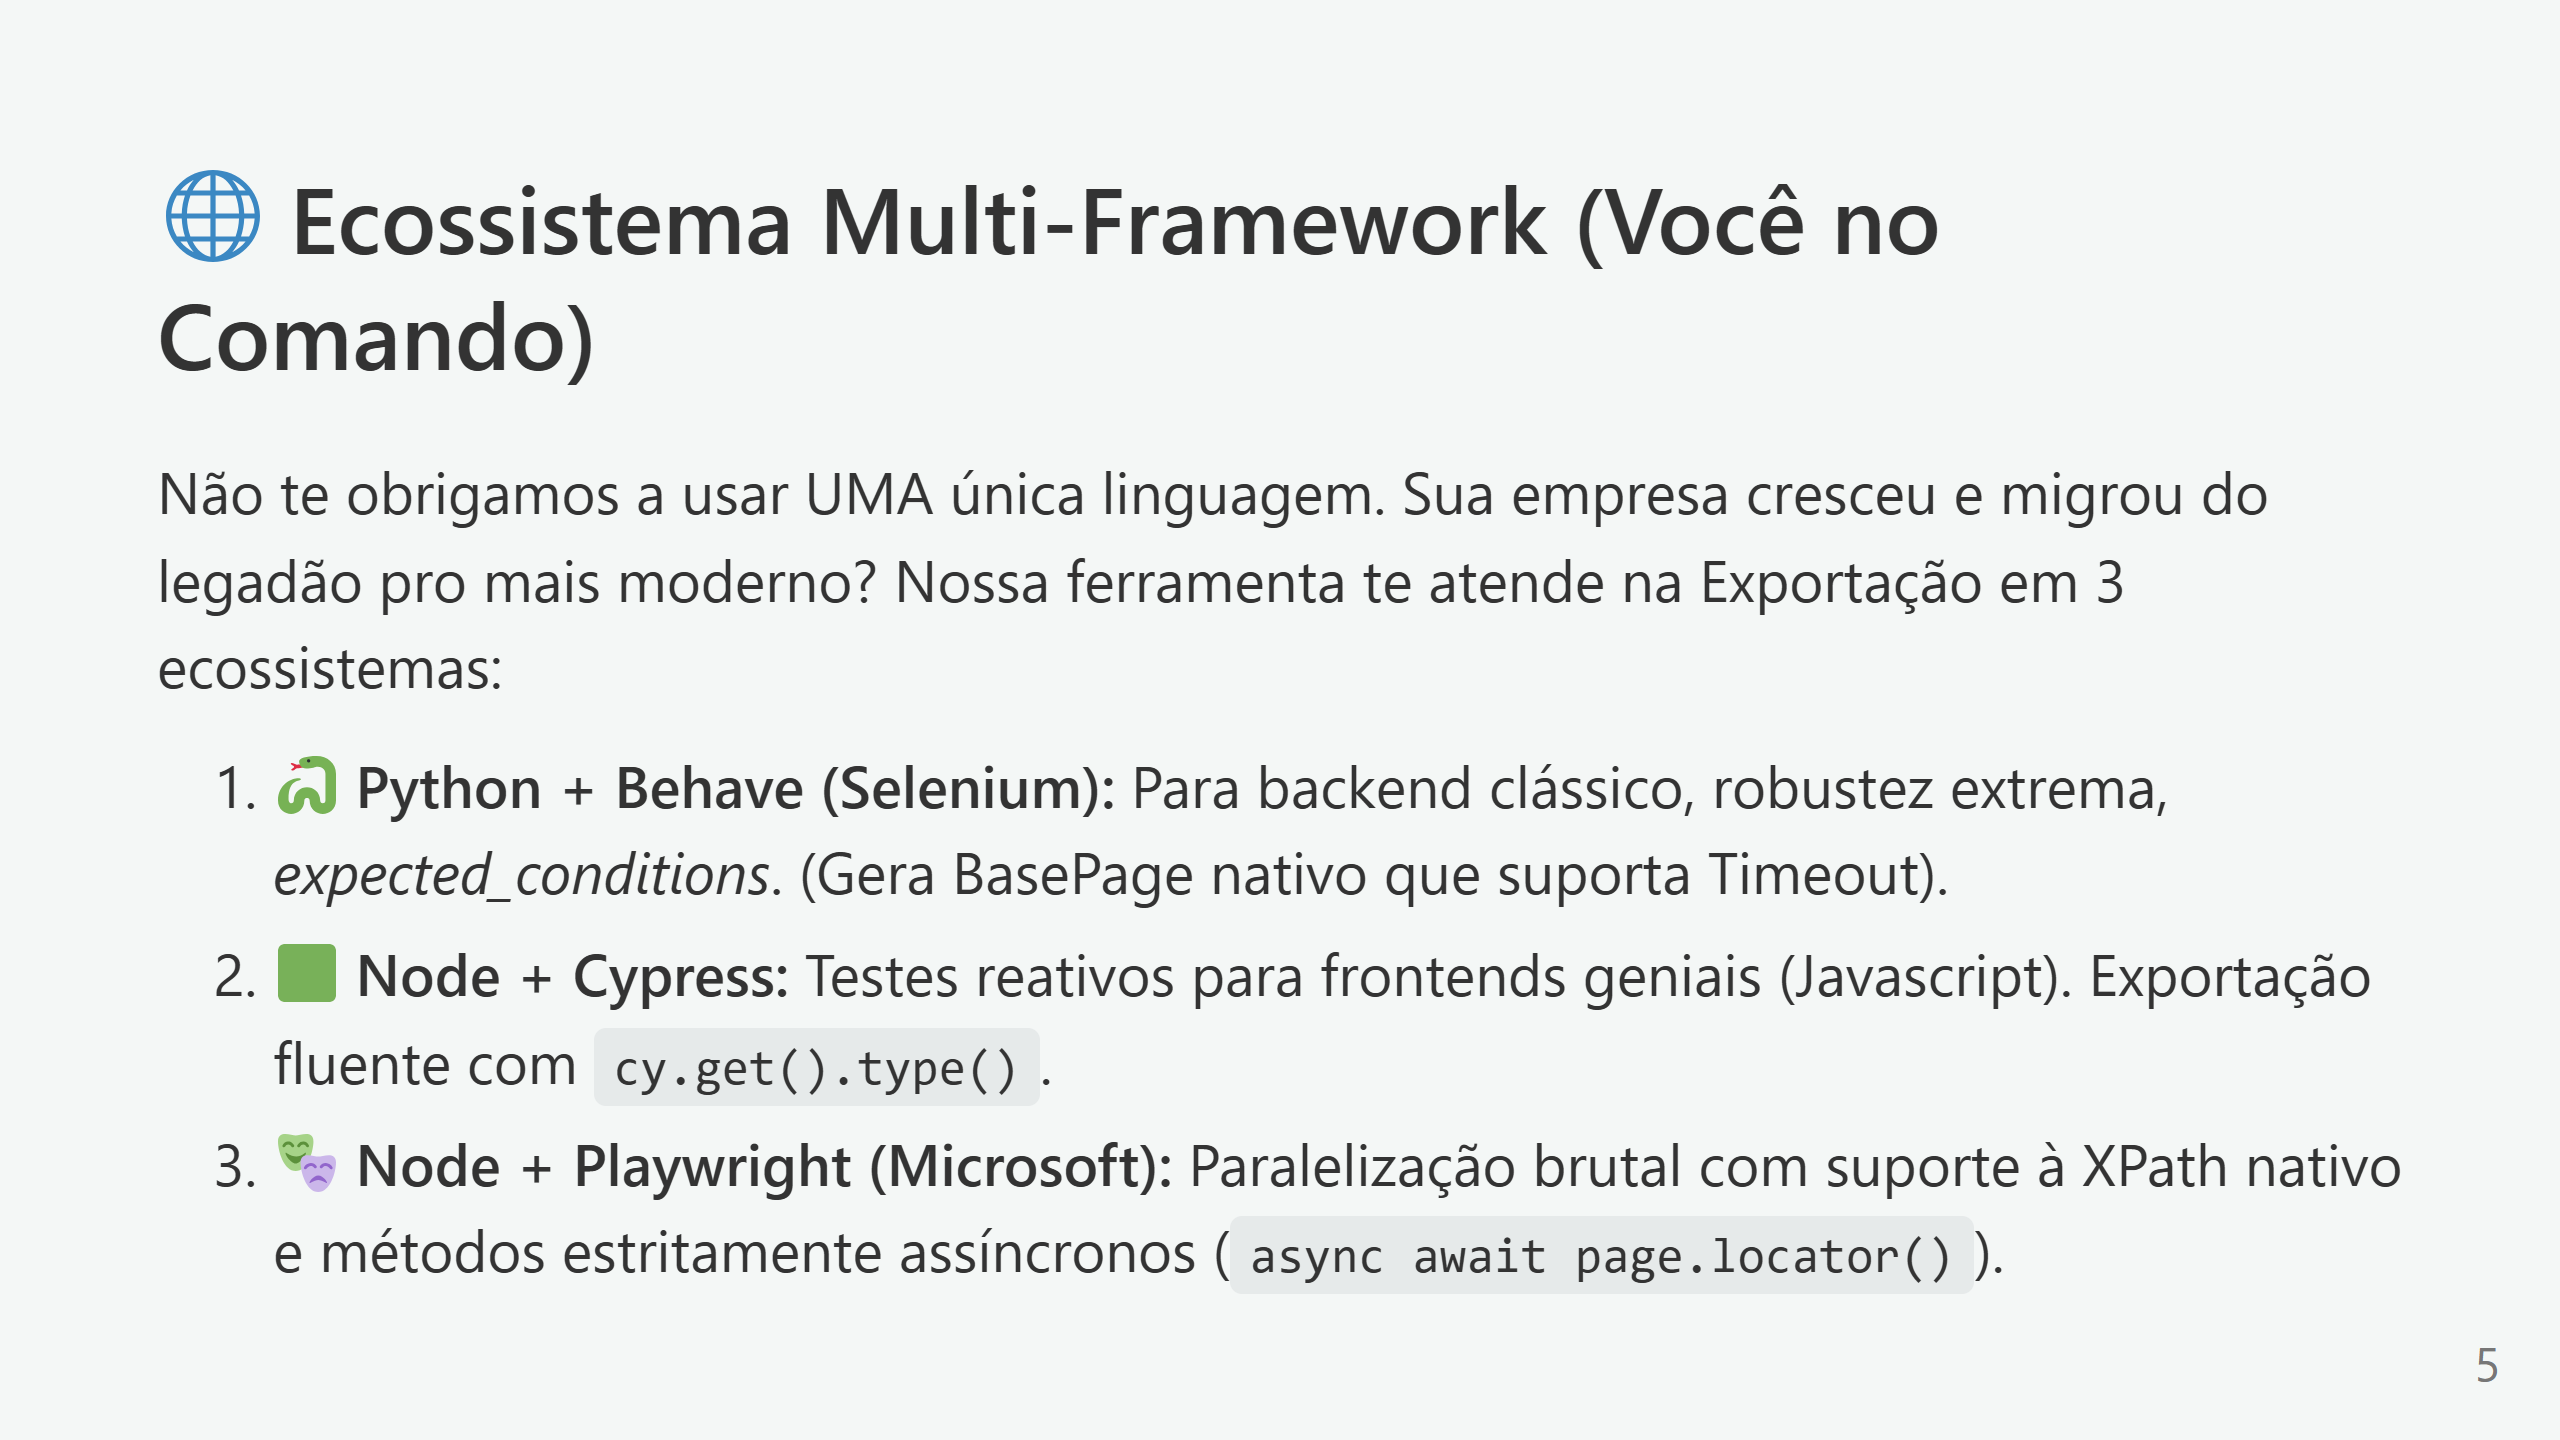 🌐 Ecossistema Multi-Framework (Você no
Comando)
Não te obrigamos a usar UMA única linguagem. Sua empresa cresceu e migrou do
legadão pro mais moderno? Nossa ferramenta te atende na Exportação em 3
ecossistemas:
1. 🐍 Python + Behave (Selenium): Para backend clássico, robustez extrema,
expected_conditions. (Gera BasePage nativo que suporta Timeout).
2. 🟩 Node + Cypress: Testes reativos para frontends geniais (Javascript). Exportação
fluente com cy.get().type().
3. 🎭 Node + Playwright (Microsoft): Paralelização brutal com suporte à XPath nativo
e métodos estritamente assíncronos (async await page.locator()).
5